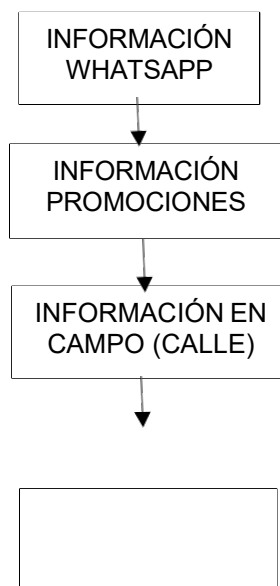 INFORMACIÓN
WHATSAPP
INFORMACIÓN
PROMOCIONES
INFORMACIÓN EN
CAMPO (CALLE)